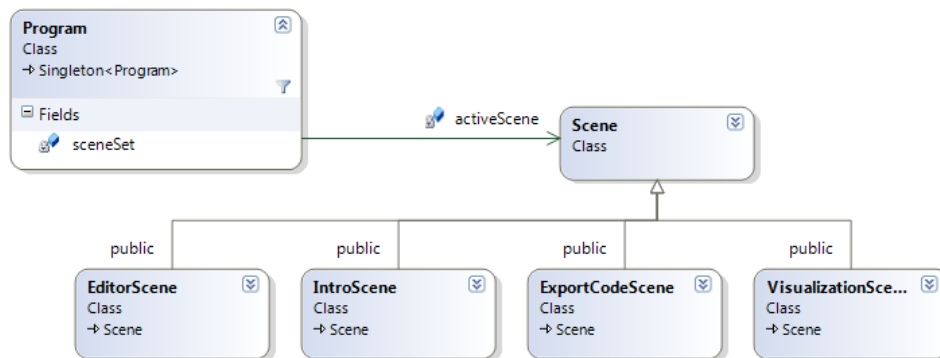 Program
Class
Singleton<Program>
Fields
sceneSet
activeScene
Scene
Class
public
public
public
public
EditorScene
Class
Scene
IntroScene
Class
Scene
ExportCodeScene
Class
Scene
VisualizationSce...
Class
Scene